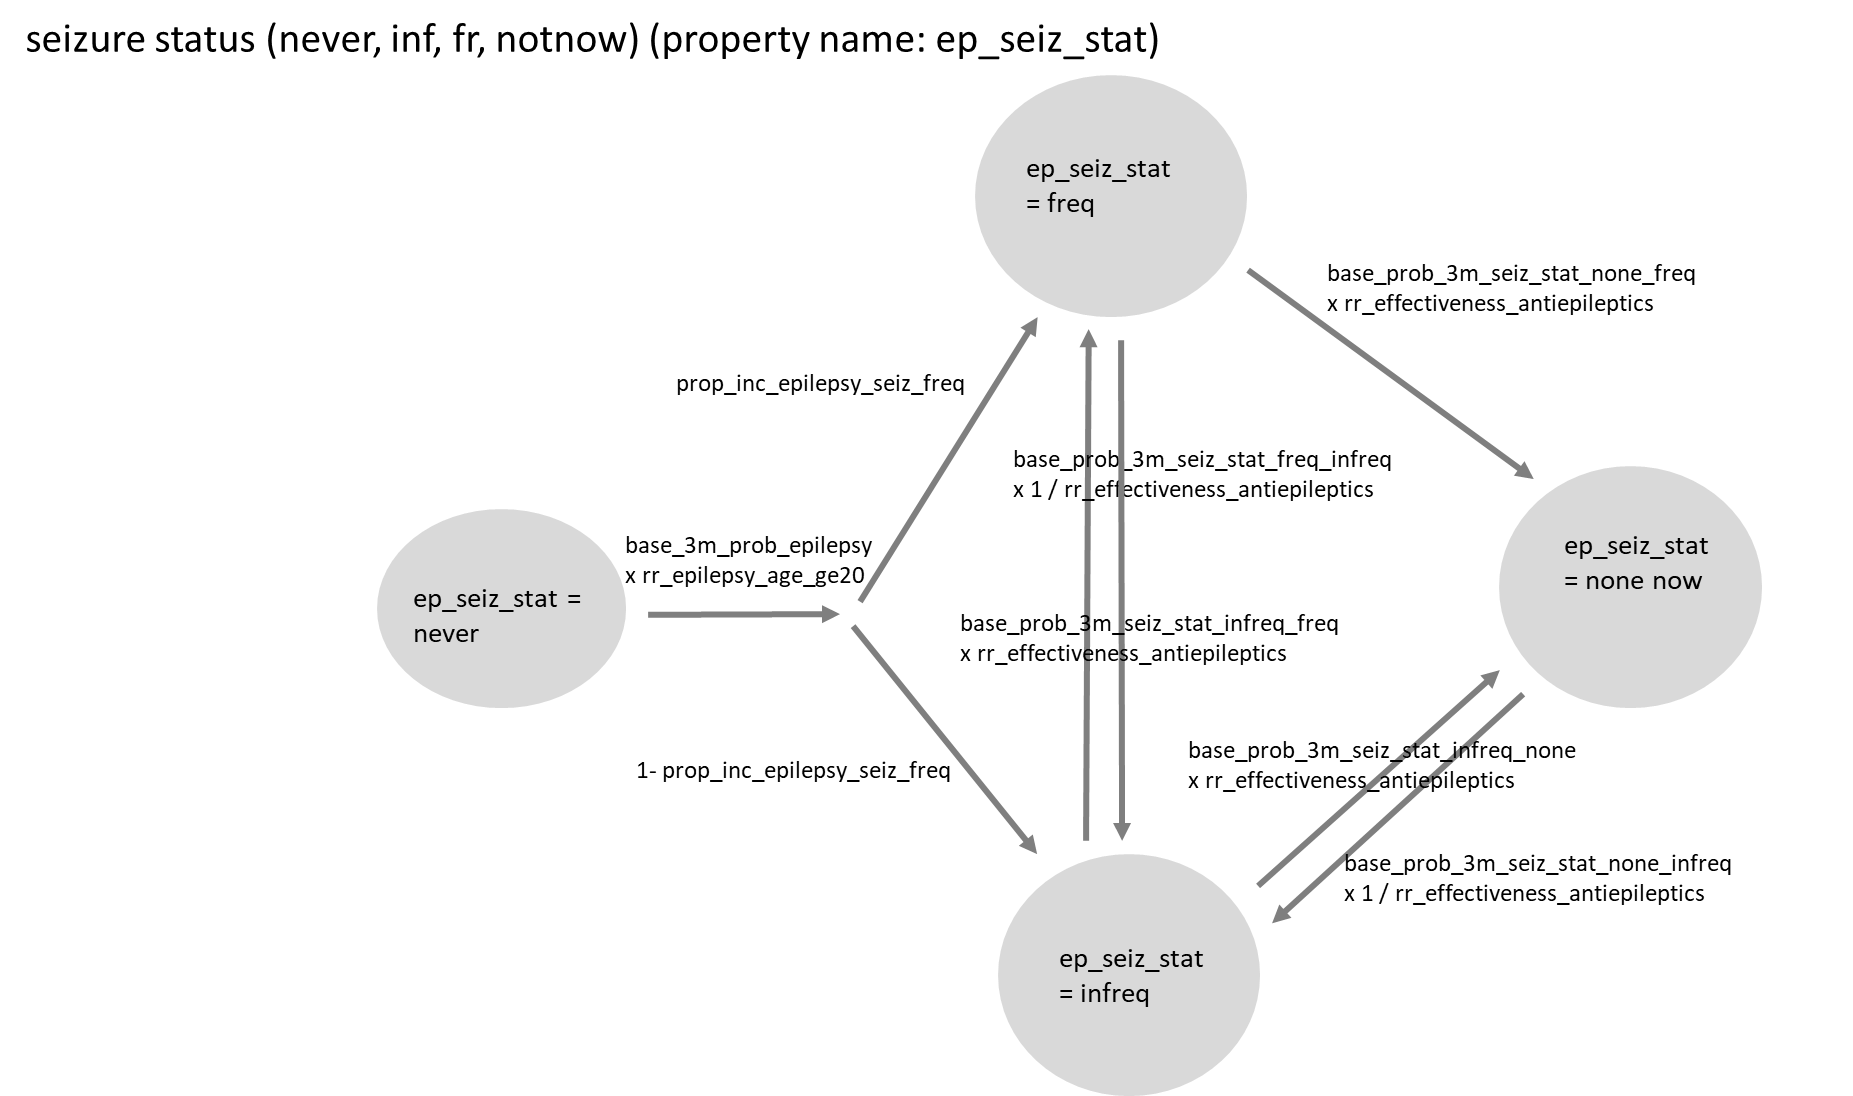 seizure status (never, inf, fr, notnow) (property name: ep_seiz_stat)
ep_seiz_stat
= freq
base_prob_3m_seiz_stat_none_freq
x rr_effectiveness_antiepileptics
prop_inc_epilepsy_seiz_freq
base_prob_3m_seiz_stat_freq_infreq
x 1 / rr_effectiveness_antiepileptics
base_3m_prob_epilepsy
x rr_epilepsy_age_ge20
ep_seiz_stat =
never
ep_seiz_stat
= none now
base_prob_3m_seiz_stat_infreq_freq
x rr_effectiveness_antiepileptics
1- prop_inc_epilepsy_seiz_freq
base_prob_3m_seiz_stat_infreq_none
x rr_effectiveness_antiepileptics
base_prob_3m_seiz_stat_none_infreq
x 1 / rr_effectiveness_antiepileptics
ep_seiz_stat
= infreq